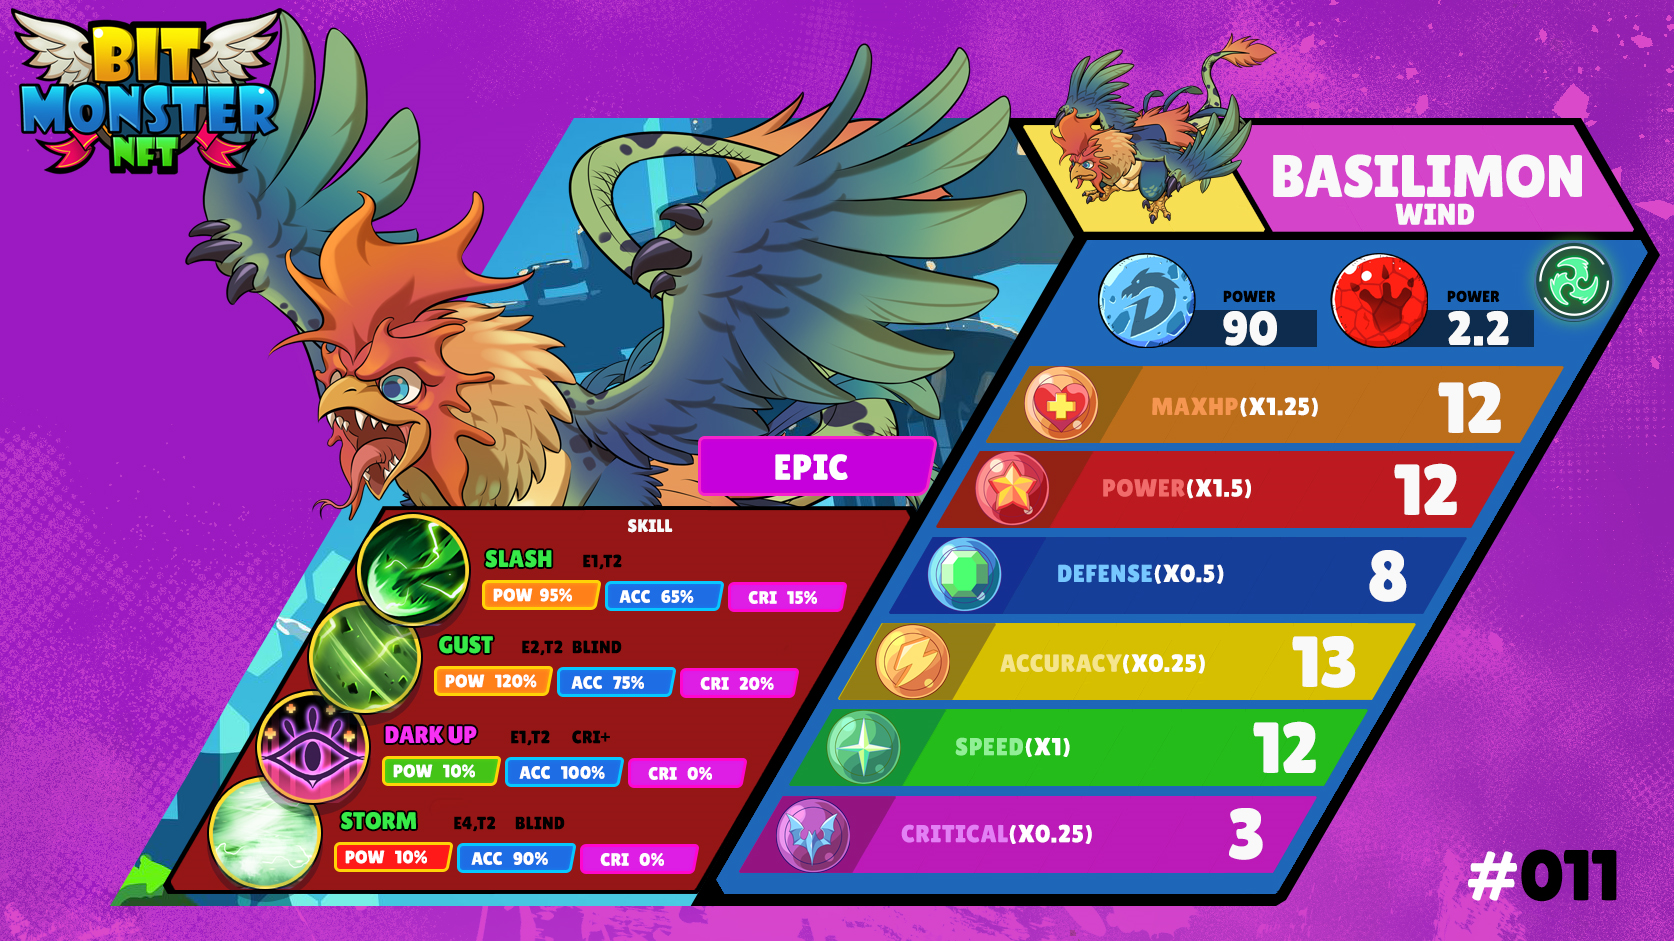 BIT
MONSTER
NFT
BASILIMON
WIND
POWER
90
POWER
2.2
MAXHP(X1.25) 12
POWER(X1.5) 12
DEFENSE(X0.5) 8
ACCURACY(X0.25) 13
SPEED(X1) 12
CRITICAL(X0.25) 3
EPIC
SKILL
SLASH E1,T2
POW 95% ACC 65% CRI 15%
GUST E2,T2 BLIND
POW 120% ACC 75% CRI 20%
DARK UP E1,T2 CRI+
POW 10% ACC 100% CRI 0%
STORM E4,T2 BLIND
POW 10% ACC 90% CRI 0%
#011